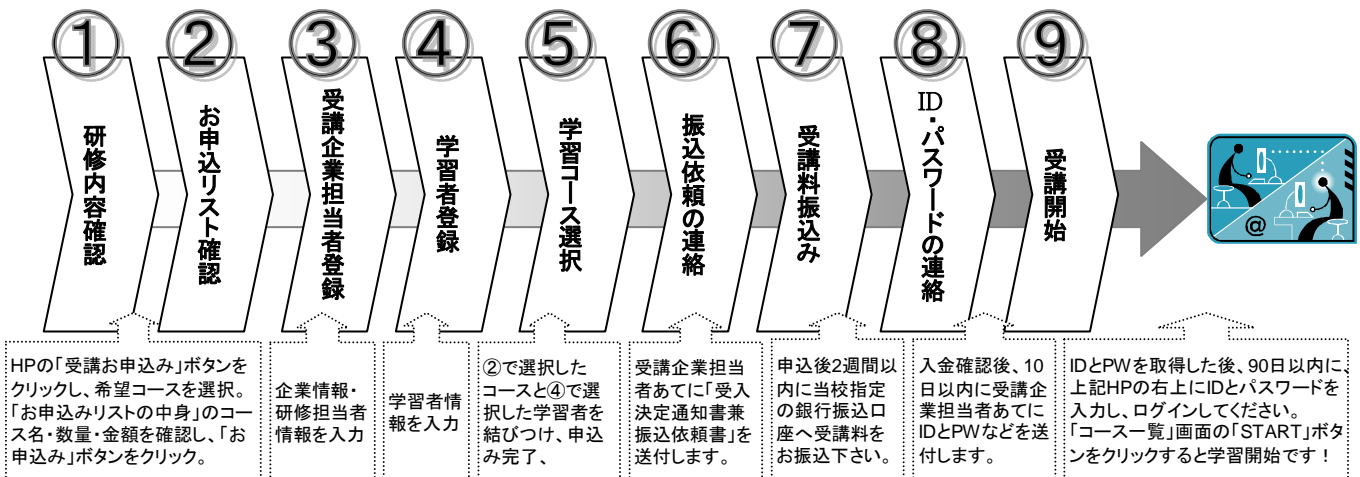 ①
研修内容確認
②
お申込リスト確認
③
受講企業担当者登録
④
学習者登録
⑤
学習コース選択
⑥
振込依頼の連絡
⑦
受講料振込み
⑧
ID・パスワードの連絡
⑨
受講開始
@
HPの「受講お申込み」ボタンを
クリックし、希望コースを選択。
「お申込みリストの中身」のコー
ス名・数量・金額を確認し、「お
申込み」ボタンをクリック。
企業情報・
研修担当者
情報を入力
学習者情
報を入力
②で選択した
コースと④で選
択した学習者を
結びつけ、申込
み完了、
受講企業担当
者あてに「受入
決定通知書兼
振込依頼書」を
送付します。
申込後2週間以
内に当校指定
の銀行振込口
座へ受講料を
お振込下さい。
入金確認後、10
日以内に受講企
業担当者あてに
IDとPWなどを送
付します。
IDとPWを取得した後、90日以内に、
上記HPの右上にIDとパスワードを
入力し、ログインしてください。
「コース一覧」画面の「START」ボタ
ンをクリックすると学習開始です！